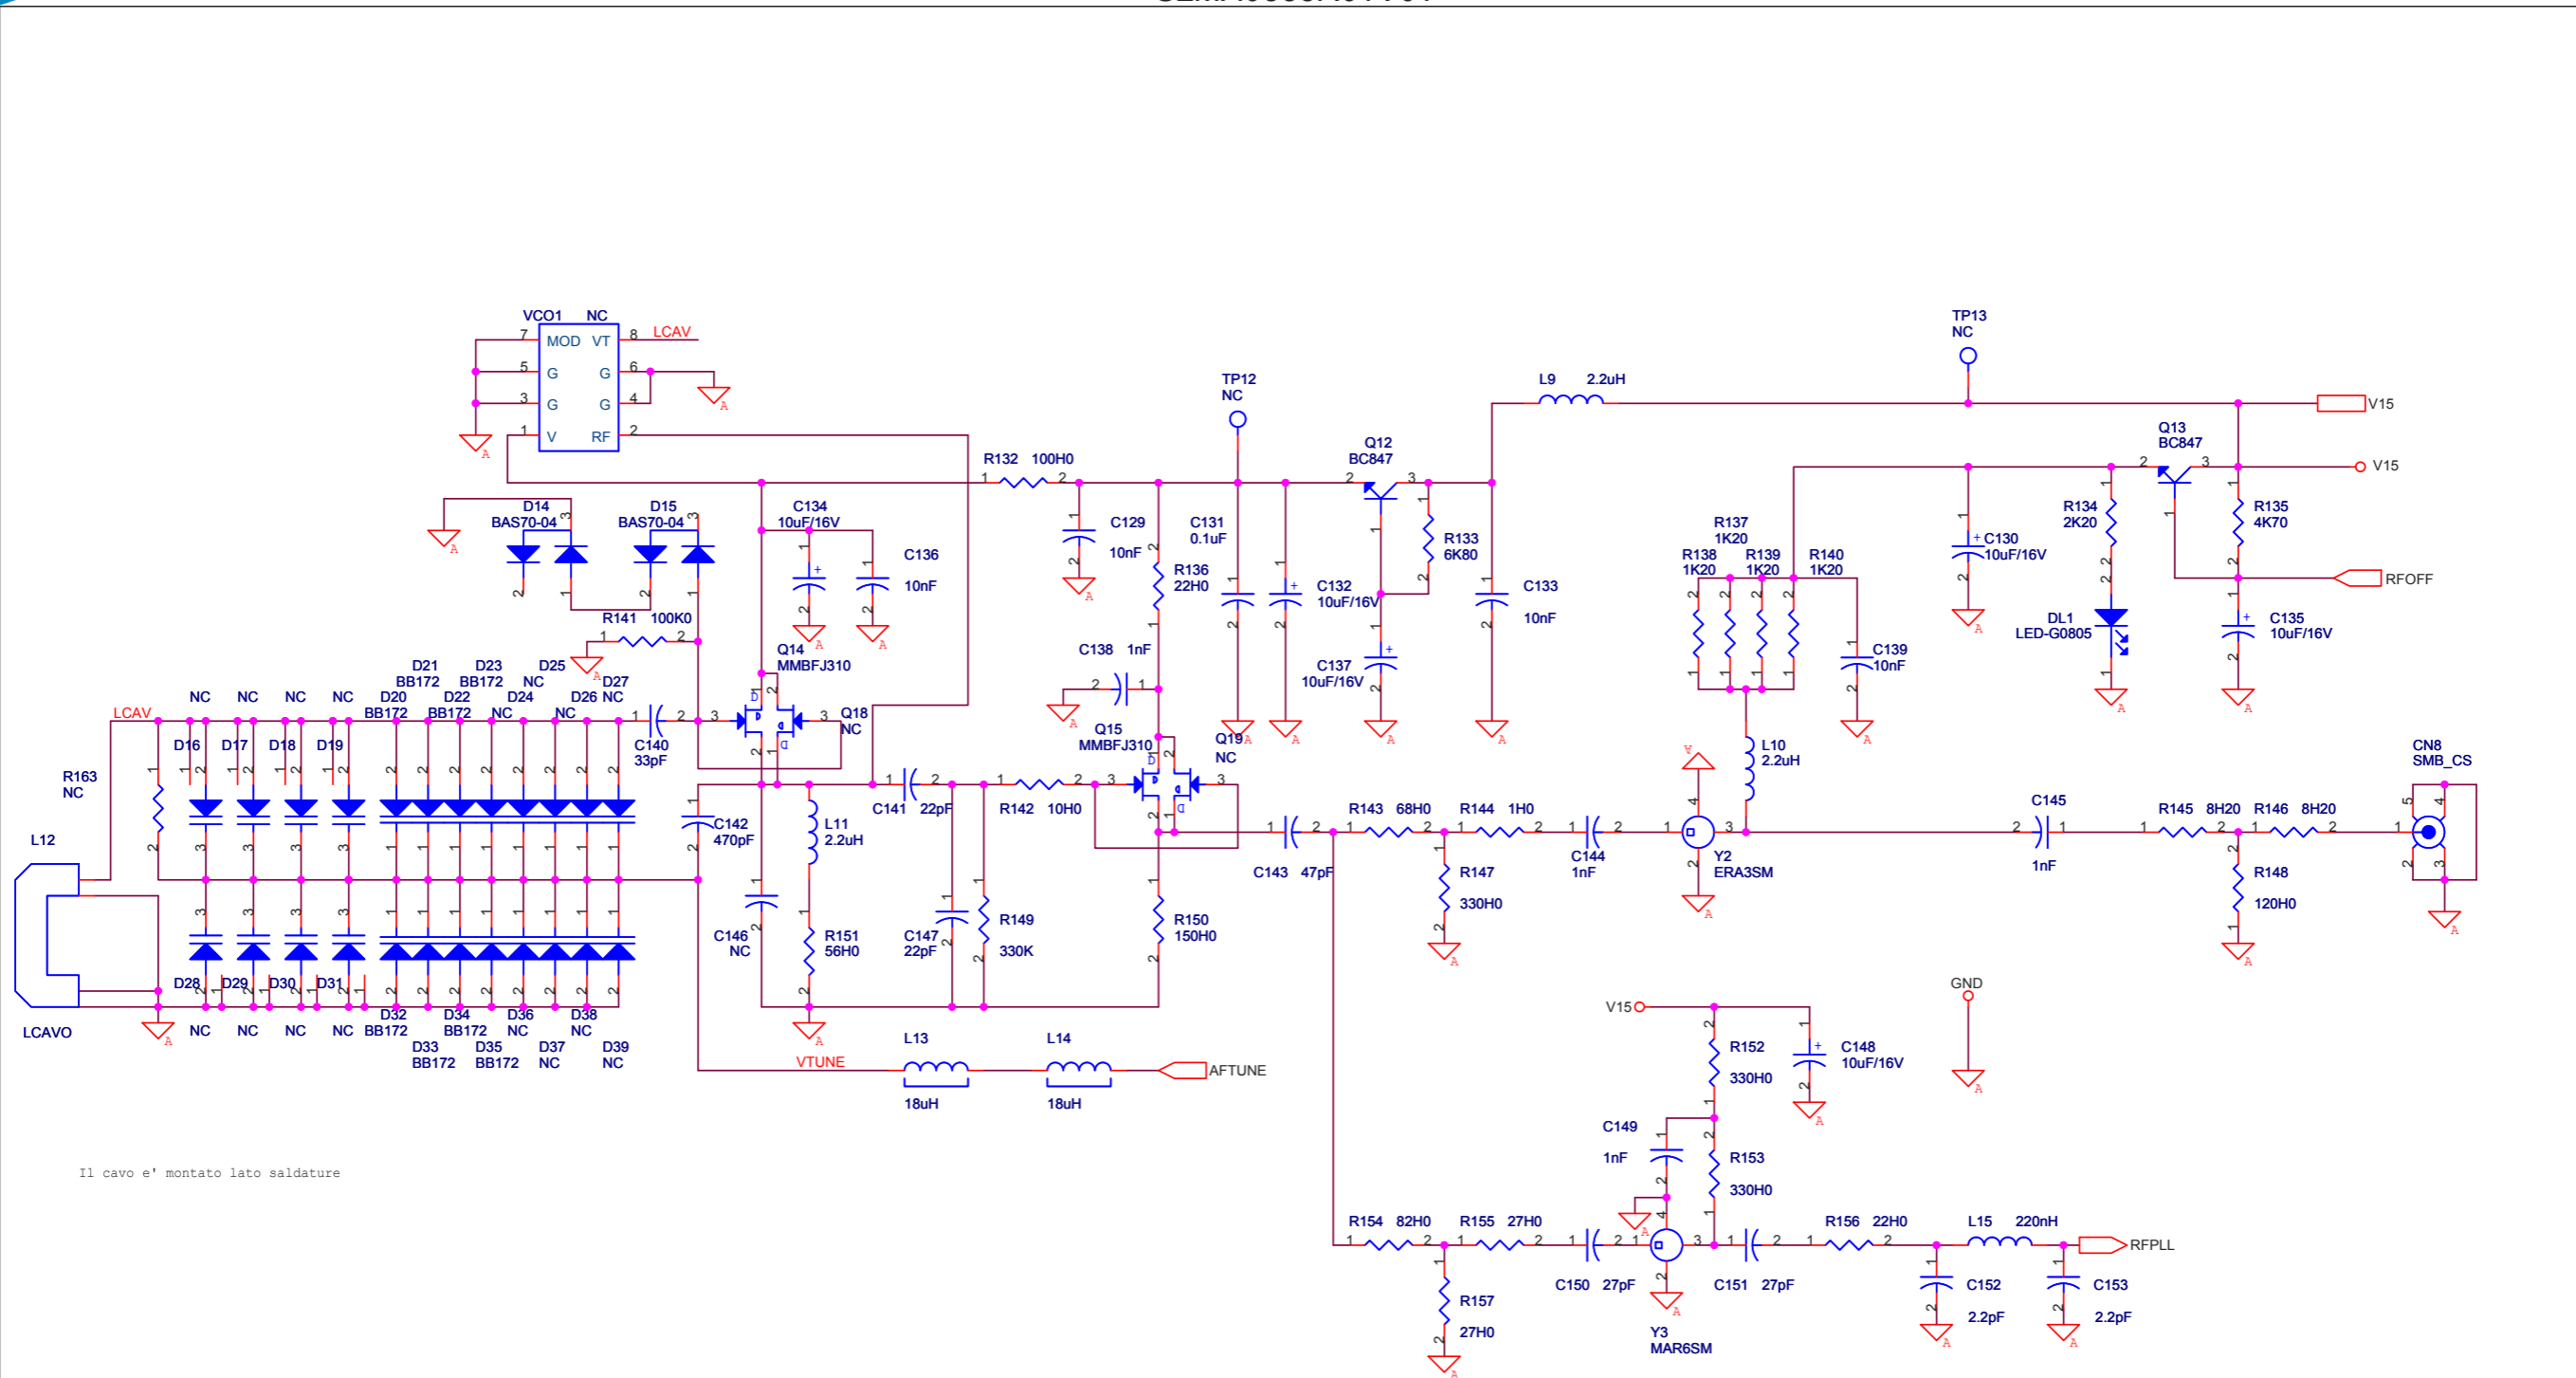 VCO1 NC
7 MOD VT 8 LCAV
5 G G 6
3 G G 4
1 V RF 2
A
A
TP12
NC
TP13
NC
L9 2.2uH
V15
Q13
BC847
V15
Q12
BC847
R132 100H0
D14
BAS70-04
D15
BAS70-04
C134
10uF/16V
C136
10nF
C129
10nF
C131
0.1uF
R136
22H0
C132
10uF/16V
R133
6K80
C133
10nF
R137
1K20
R138
1K20
R139
1K20
R140
1K20
C130
10uF/16V
R134
2K20
R135
4K70
RFOFF
DL1
LED-G0805
C135
10uF/16V
R141 100K0
Q14
MMBFJ310
C138 1nF
C137
10uF/16V
C139
10nF
D21
BB172
D23
BB172
D25
NC
D27
NC
NC NC NC NC
D20
BB172
D22
BB172
D24
NC
D26
NC
LCAV
D16 D17 D18 D19
C140
33pF
Q18
NC
Q15
MMBFJ310
Q19
NC
L10
2.2uH
CN8
SMB_CS
R163
NC
C141 22pF
R142 10H0
C142
470pF
L11
2.2uH
R143 68H0
R144 1H0
C145
1nF
R145 8H20
R146 8H20
L12
C143 47pF
C144
1nF
Y2
ERA3SM
R147
330H0
R148
120H0
C146
NC
R151
56H0
C147
22pF
R149
330K
R150
150H0
D28 D29 D30 D31
LCAVO
NC NC NC NC
D32
BB172
D34
BB172
D36
NC
D38
NC
D33
BB172
D35
BB172
D37
NC
D39
NC
L13
18uH
L14
18uH
VTUNE
AFTUNE
V15
GND
R152
330H0
C148
10uF/16V
C149
1nF
R153
330H0
Il cavo e' montato lato saldature
R154 82H0
R155 27H0
R156 22H0
L15 220nH
RFPLL
C150 27pF
C151 27pF
C152
2.2pF
C153
2.2pF
R157
27H0
Y3
MAR6SM